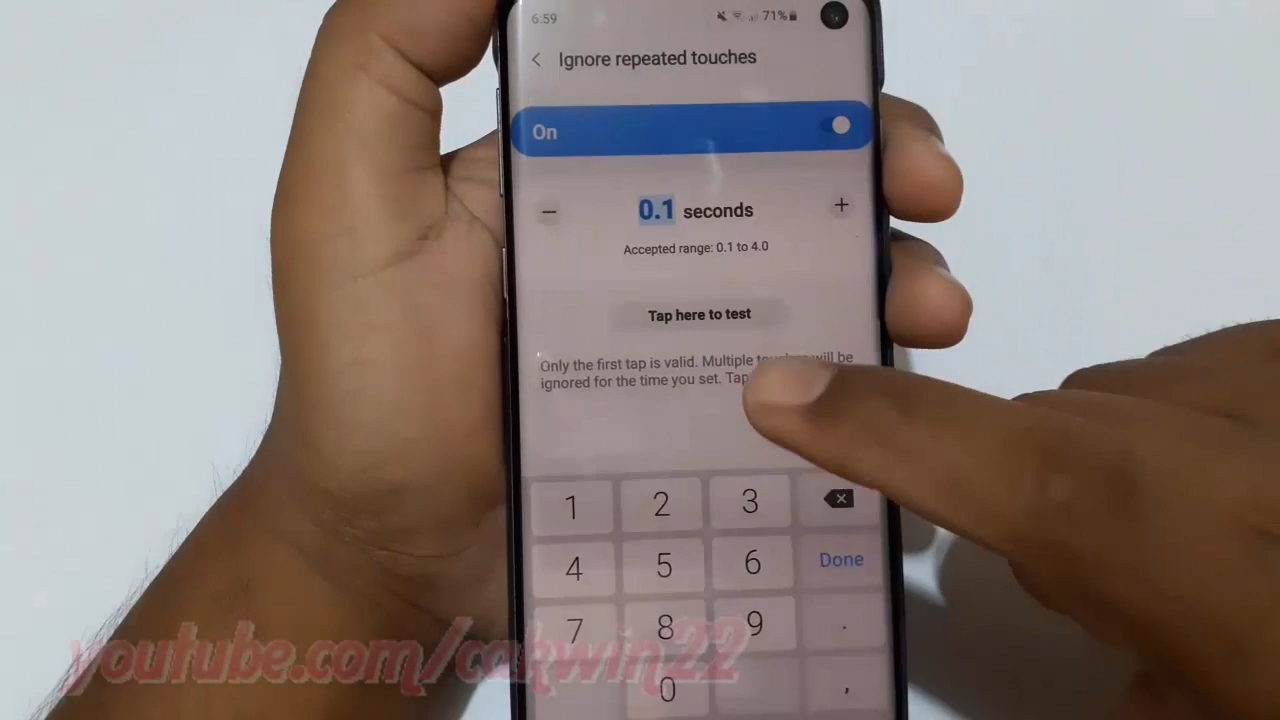 6:59 71%
Ignore repeated touches
On
− 0.1 seconds +
Accepted range: 0.1 to 4.0
Tap here to test
Only the first tap is valid. Multiple will be
ignored for the time you set. Tap
1 2 3
4 5 6 Done
7 8 9 .
0 ,
youtube.com/cakwin22